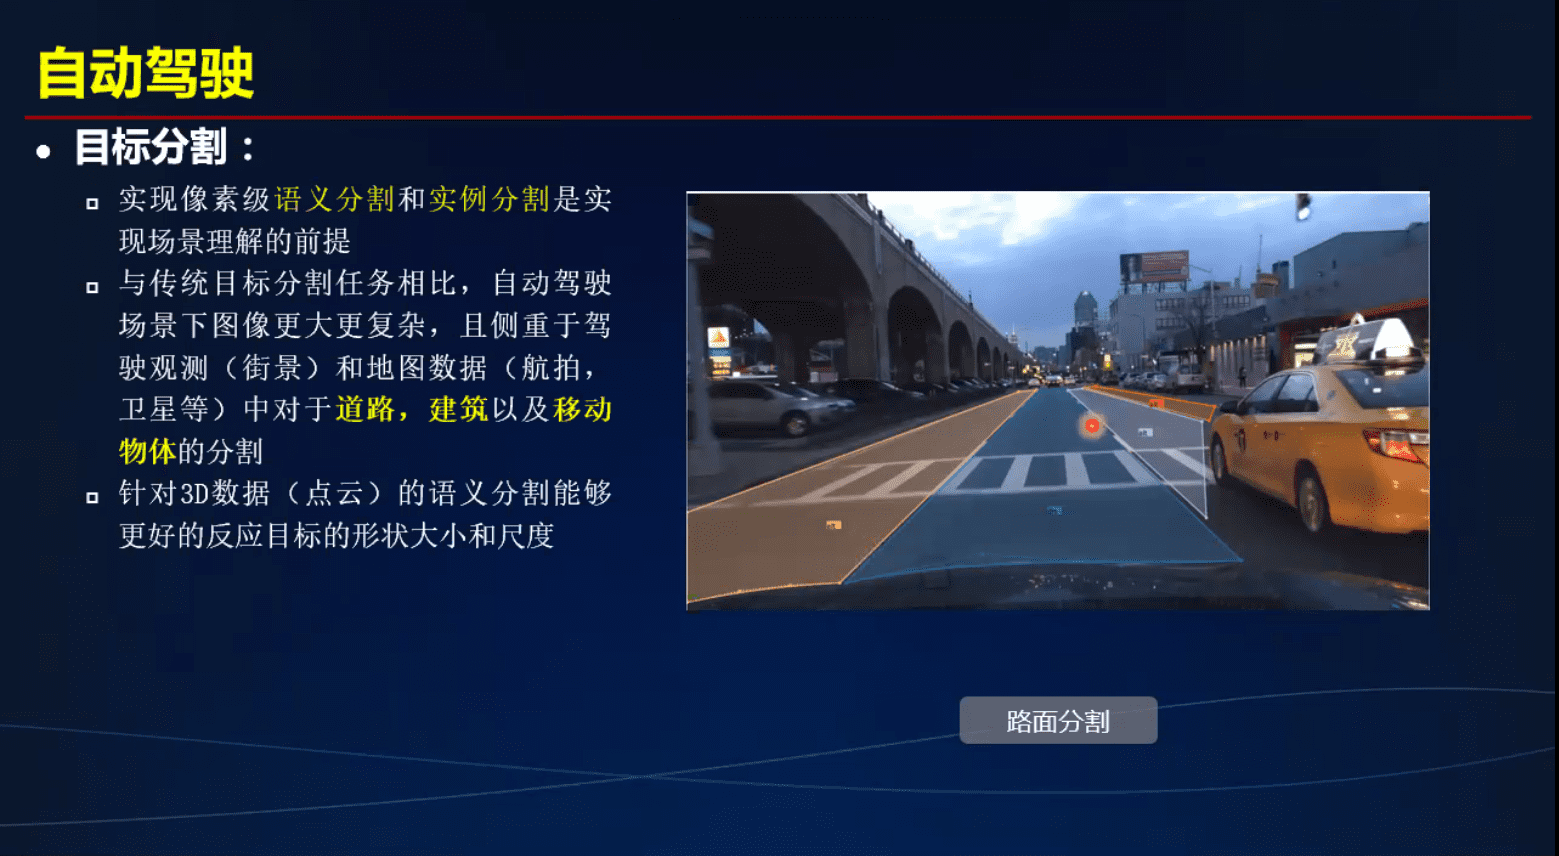 自动驾驶
目标分割：
实现像素级语义分割和实例分割是实
现场景理解的前提
与传统目标分割任务相比，自动驾驶
场景下图像更大更复杂，且侧重于驾
驶观测（街景）和地图数据（航拍，
卫星等）中对于道路，建筑以及移动
物体的分割
针对3D数据（点云）的语义分割能够
更好的反应目标的形状大小和尺度
路面分割